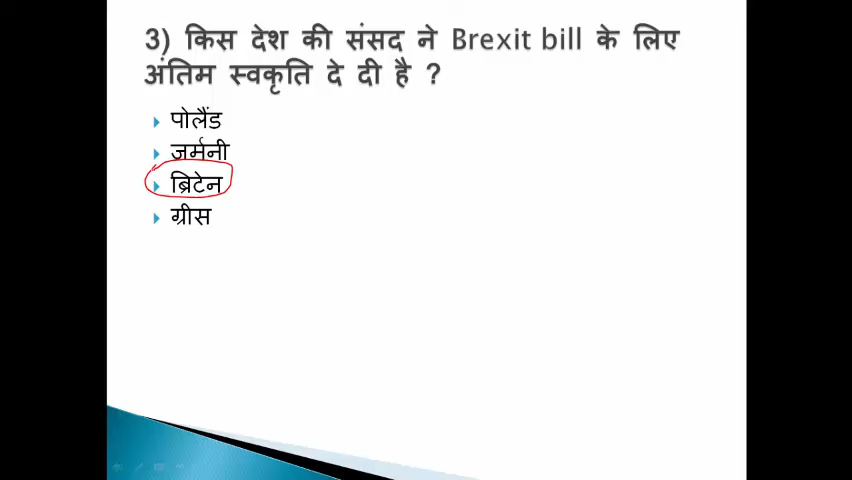 3) किस देश की संसद ने Brexit bill के लिए
अंतिम स्वकृति दे दी है ?
पोलैंड
जर्मनी
ब्रिटेन
ग्रीस